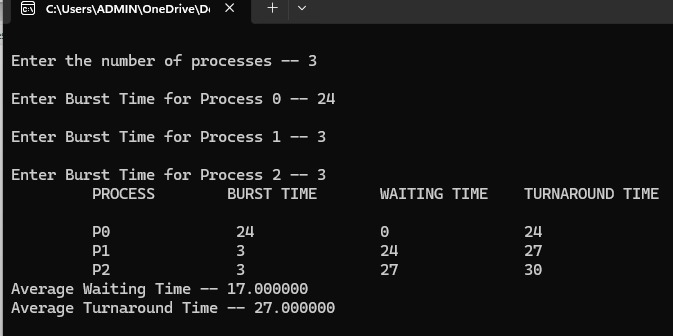 C:\Users\ADMIN\OneDrive\De
Enter the number of processes -- 3
Enter Burst Time for Process 0 -- 24
Enter Burst Time for Process 1 -- 3
Enter Burst Time for Process 2 -- 3
PROCESS BURST TIME WAITING TIME TURNAROUND TIME
P0 24 0 24
P1 3 24 27
P2 3 27 30
Average Waiting Time -- 17.000000
Average Turnaround Time -- 27.000000